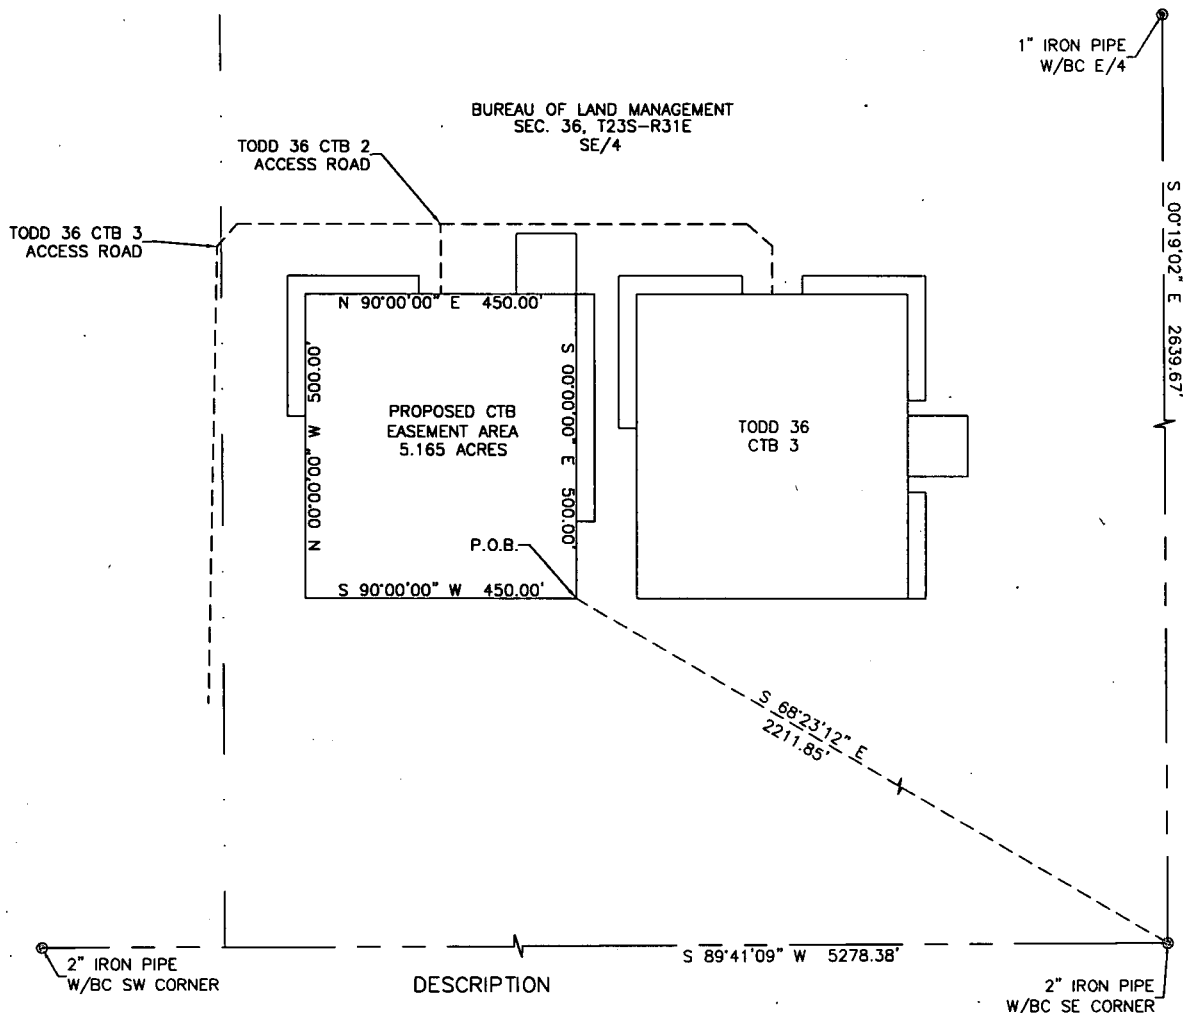 1" IRON PIPE
W/BC E/4
BUREAU OF LAND MANAGEMENT
SEC. 36, T23S-R31E
SE/4
TODD 36 CTB 2
ACCESS ROAD
TODD 36 CTB 3
ACCESS ROAD
S 00°19'02" E 2639.67'
N 90°00'00" E 450.00'
N 00°00'00" W 500.00'
S 00°00'00" E 500.00'
PROPOSED CTB
EASEMENT AREA
5.165 ACRES
TODD 36
CTB 3
P.O.B.
S 90°00'00" W 450.00'
S 68°23'12" E
2211.85'
S 89°41'09" W 5278.38'
2" IRON PIPE
W/BC SW CORNER
DESCRIPTION
2" IRON PIPE
W/BC SE CORNER